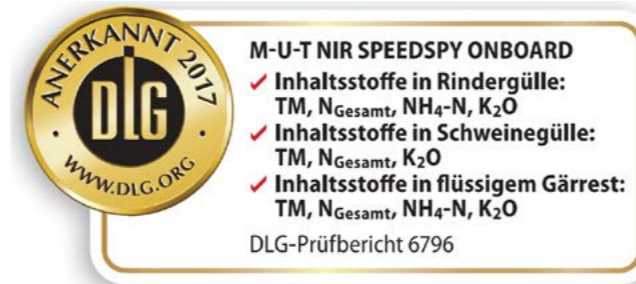 ANERKANNT 2017
DLG
WWW.DLG.ORG
M-U-T NIR SPEEDSPY ONBOARD
✓ Inhaltsstoffe in Rindergülle:
TM, NGesamt, NH4-N, K2O
✓ Inhaltsstoffe in Schweinegülle:
TM, NGesamt, K2O
✓ Inhaltsstoffe in flüssigem Gärrest:
TM, NGesamt, NH4-N, K2O
DLG-Prüfbericht 6796